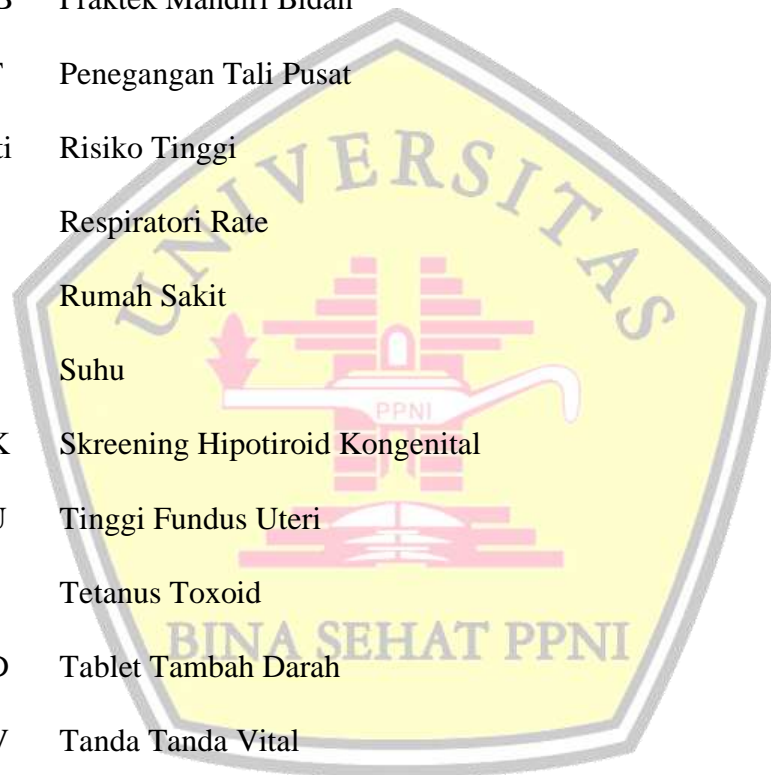 B Praktek Mandiri Bidan
Penegangan Tali Pusat
ti Risiko Tinggi
UNIVERSITAS
Respiratori Rate
Rumah Sakit
Suhu
PPNI
K Skreening Hipotiroid Kongenital
U Tinggi Fundus Uteri
Tetanus Toxoid
BINA SEHAT PPNI
D Tablet Tambah Darah
V Tanda Tanda Vital